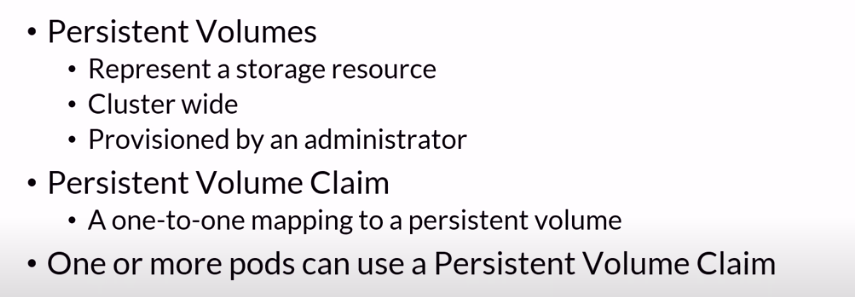 • Persistent Volumes
• Represent a storage resource
• Cluster wide
• Provisioned by an administrator
• Persistent Volume Claim
• A one-to-one mapping to a persistent volume
• One or more pods can use a Persistent Volume Claim